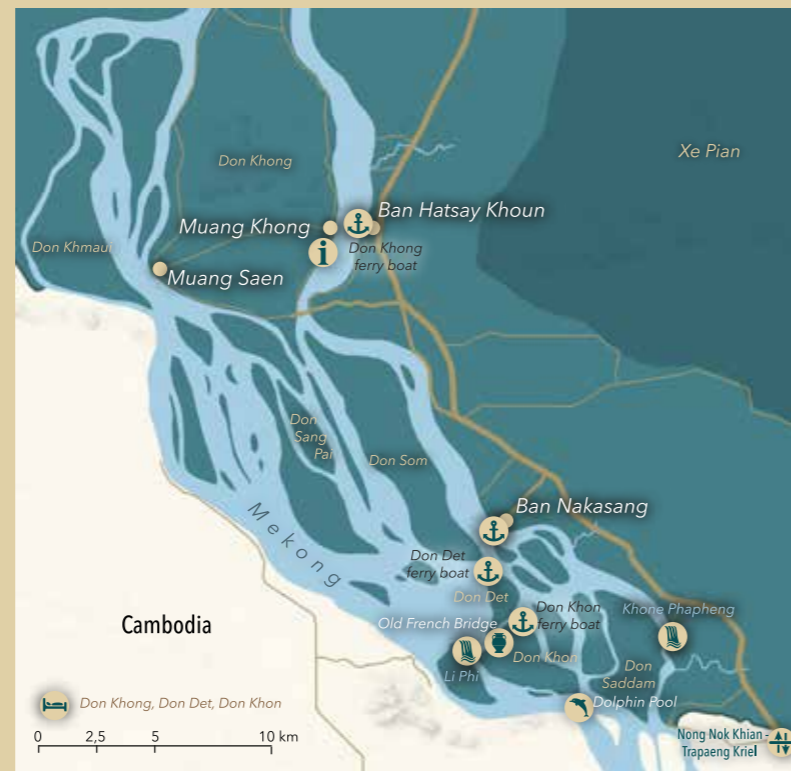 Don Khong
Xe Pian
Ban Hatsay Khoun
Muang Khong
Don Khong
ferry boat
Don Khmaut
Muang Saen
Don
Sang
Pai
Don Som
Mekong
Ban Nakasang
Don Det
ferry boat
Don Det
Don Khon
ferry boat
Khone Phapheng
Old French Bridge
Cambodia
Don Khon
Li Phi
Don
Saddam
Dolphin Pool
Don Khong, Don Det, Don Khon
0 2,5 5 10 km
Nong Nok Khian -
Trapaeng Kriel